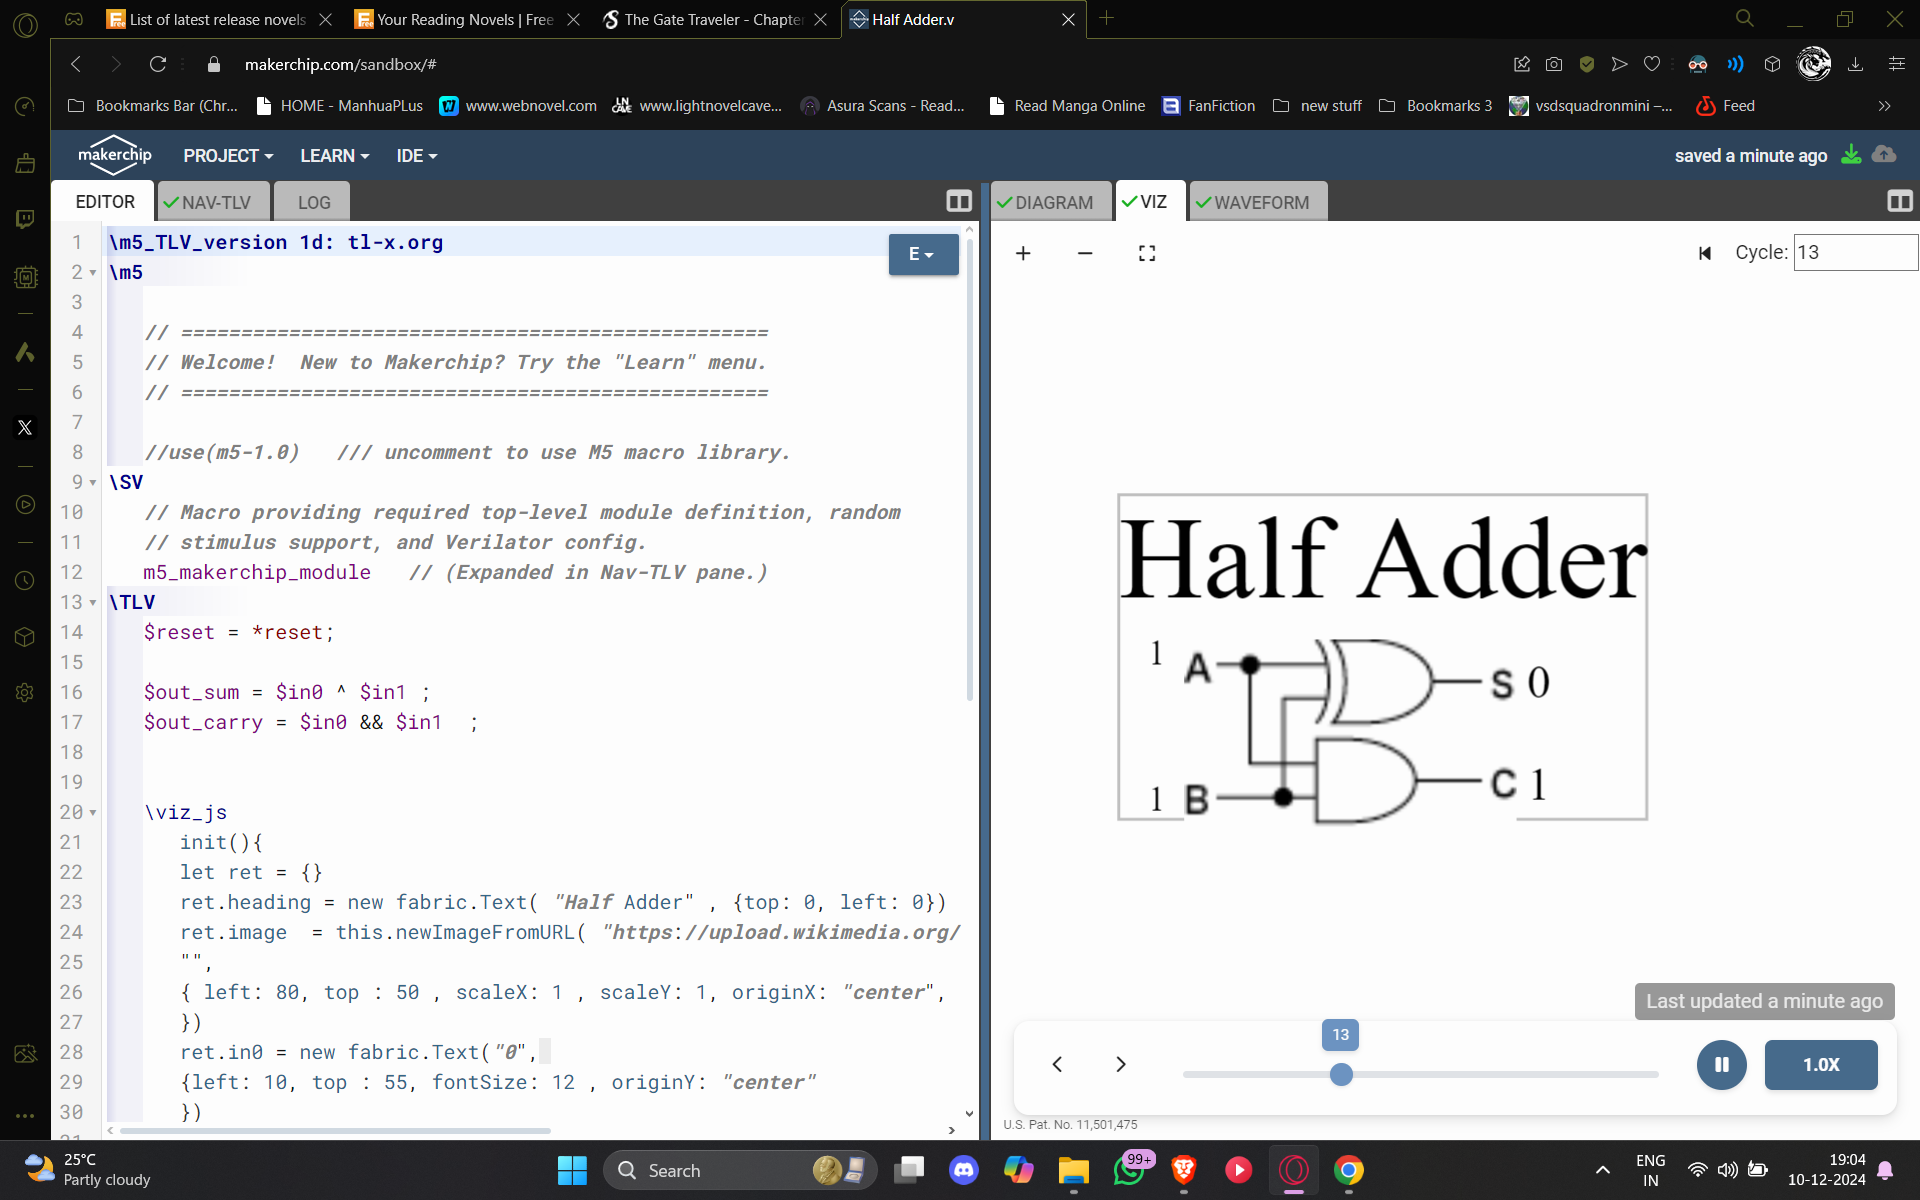 List of latest release novels
Your Reading Novels | Free
The Gate Traveler - Chapter
Half Adder.v
makerchip.com/sandbox/#
Bookmarks Bar (Chr...
HOME - ManhuaPLus
www.webnovel.com
www.lightnovelcave...
Asura Scans - Read...
Read Manga Online
FanFiction
new stuff
Bookmarks 3
vsdsquadronmini –...
Feed
makerchip
PROJECT
LEARN
IDE
saved a minute ago
EDITOR
NAV-TLV
LOG
DIAGRAM
VIZ
WAVEFORM
E
1 \m5_TLV_version 1d: tl-x.org
2 \m5
3
4 // =================================================
5 // Welcome!  New to Makerchip? Try the "Learn" menu.
6 // =================================================
7
8 //use(m5-1.0)   /// uncomment to use M5 macro library.
9 \SV
10 // Macro providing required top-level module definition, random
11 // stimulus support, and Verilator config.
12 m5_makerchip_module   // (Expanded in Nav-TLV pane.)
13 \TLV
14 $reset = *reset;
15
16 $out_sum = $in0 ^ $in1 ;
17 $out_carry = $in0 && $in1  ;
18
19
20 \viz_js
21 init(){
22 let ret = {}
23 ret.heading = new fabric.Text( "Half Adder" , {top: 0, left: 0})
24 ret.image  = this.newImageFromURL( "https://upload.wikimedia.org/
25 "",
26 { left: 80, top : 50 , scaleX: 1 , scaleY: 1, originX: "center",
27 })
28 ret.in0 = new fabric.Text("0",
29 {left: 10, top : 55, fontSize: 12 , originY: "center"
30 })
Cycle: 13
Half Adder
1 A S 0
1 B C 1
Last updated a minute ago
13
1.0X
U.S. Pat. No. 11,501,475
25°C
Partly cloudy
Search
99+
ENG
IN
19:04
10-12-2024